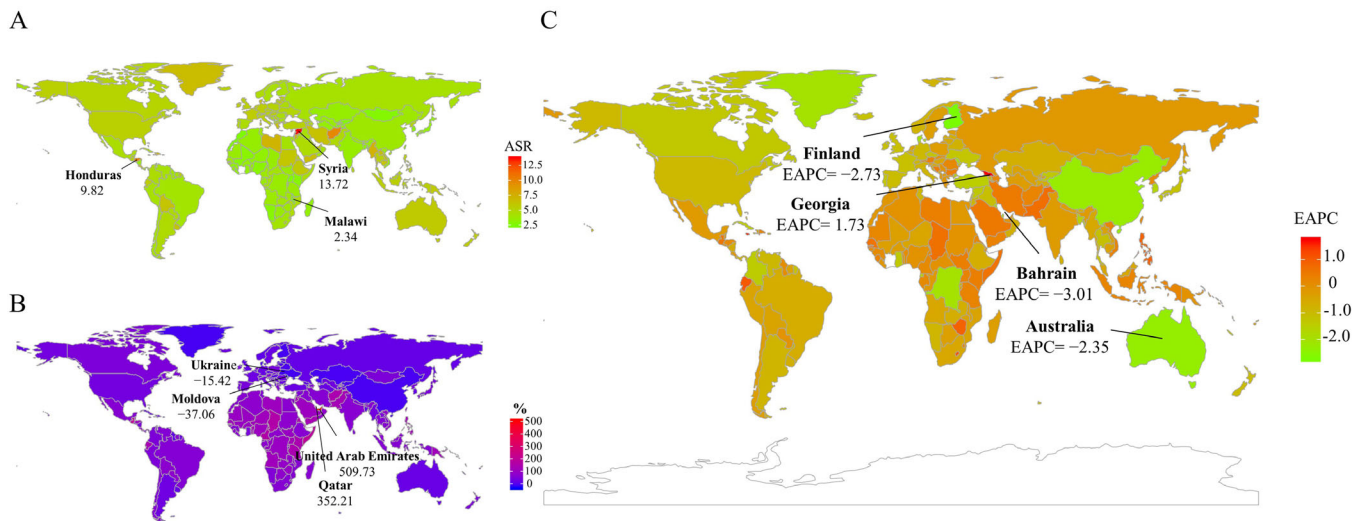 A
Honduras
9.82
Syria
13.72
Malawi
2.34
ASR
12.5
10.0
7.5
5.0
2.5
B
Ukraine
−15.42
Moldova
−37.06
United Arab Emirates
509.73
Qatar
352.21
%
500
400
300
200
100
0
C
Finland
EAPC= −2.73
Georgia
EAPC= 1.73
Bahrain
EAPC= −3.01
Australia
EAPC= −2.35
EAPC
1.0
0.0
−1.0
−2.0